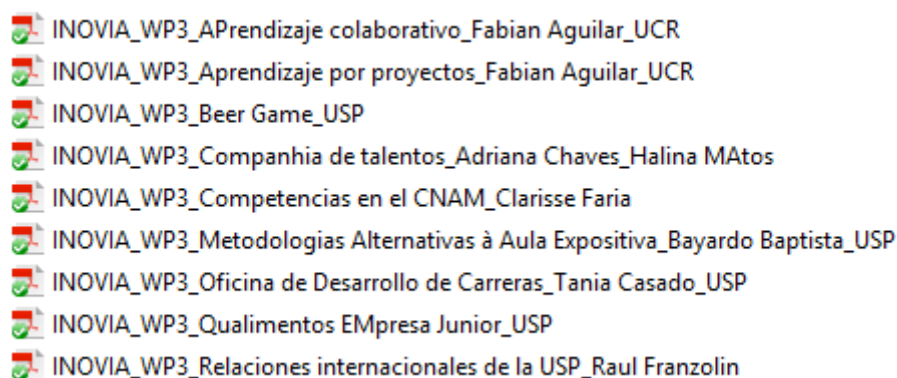 INOVIA_WP3_APrendizaje colaborativo_Fabian Aguilar_UCR
INOVIA_WP3_Aprendizaje por proyectos_Fabian Aguilar_UCR
INOVIA_WP3_Beer Game_USP
INOVIA_WP3_Companhia de talentos_Adriana Chaves_Halina MAtos
INOVIA_WP3_Competencias en el CNAM_Clarisse Faria
INOVIA_WP3_Metodologias Alternativas à Aula Expositiva_Bayardo Baptista_USP
INOVIA_WP3_Oficina de Desarrollo de Carreras_Tania Casado_USP
INOVIA_WP3_Qualimentos EMpresa Junior_USP
INOVIA_WP3_Relaciones internacionales de la USP_Raul Franzolin